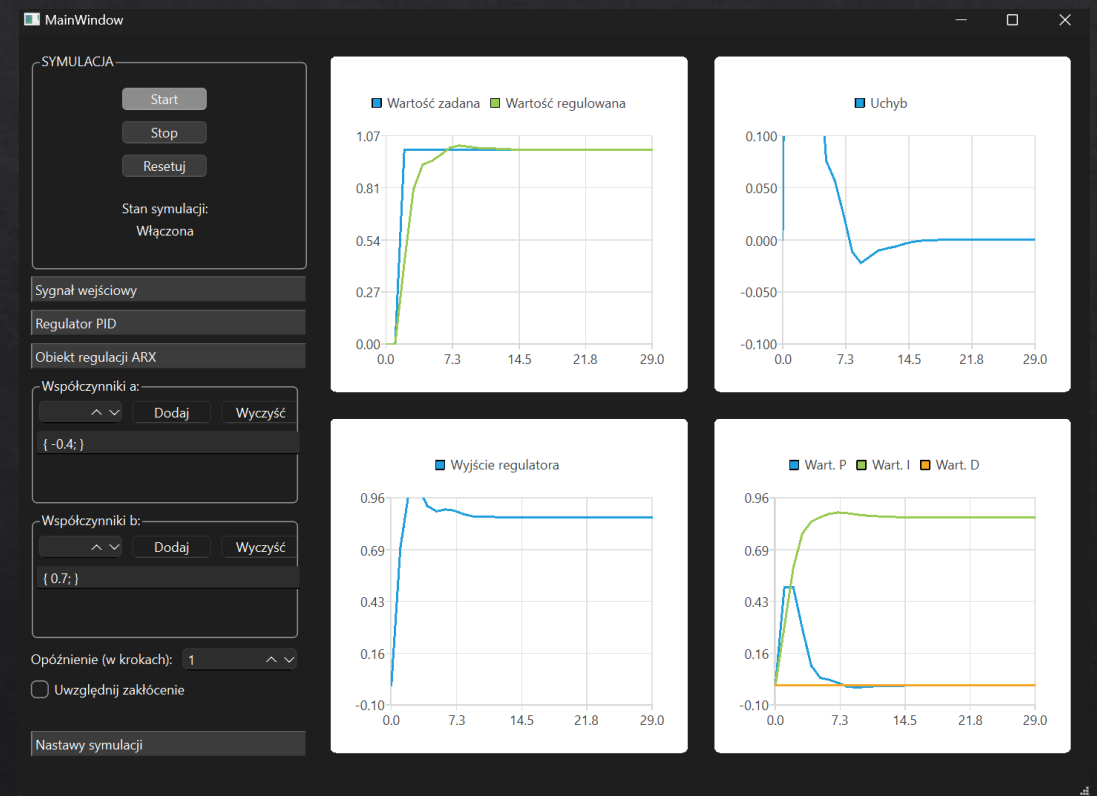 MainWindow
SYMULACJA
Start
Stop
Resetuj
Stan symulacji:
Włączona
Sygnał wejściowy
Regulator PID
Obiekt regulacji ARX
Współczynniki a:
Dodaj Wyczyść
{ -0.4; }
Współczynniki b:
Dodaj Wyczyść
{ 0.7; }
Opóźnienie (w krokach): 1
Uwzględnij zakłócenie
Nastawy symulacji
Wartość zadana Wartość regulowana
1.07
0.81
0.54
0.27
0.00
0.0 7.3 14.5 21.8 29.0
Uchyb
0.100
0.050
0.000
-0.050
-0.100
0.0 7.3 14.5 21.8 29.0
Wyjście regulatora
0.96
0.69
0.43
0.16
-0.10
0.0 7.3 14.5 21.8 29.0
Wart. P Wart. I Wart. D
0.96
0.69
0.43
0.16
-0.10
0.0 7.3 14.5 21.8 29.0